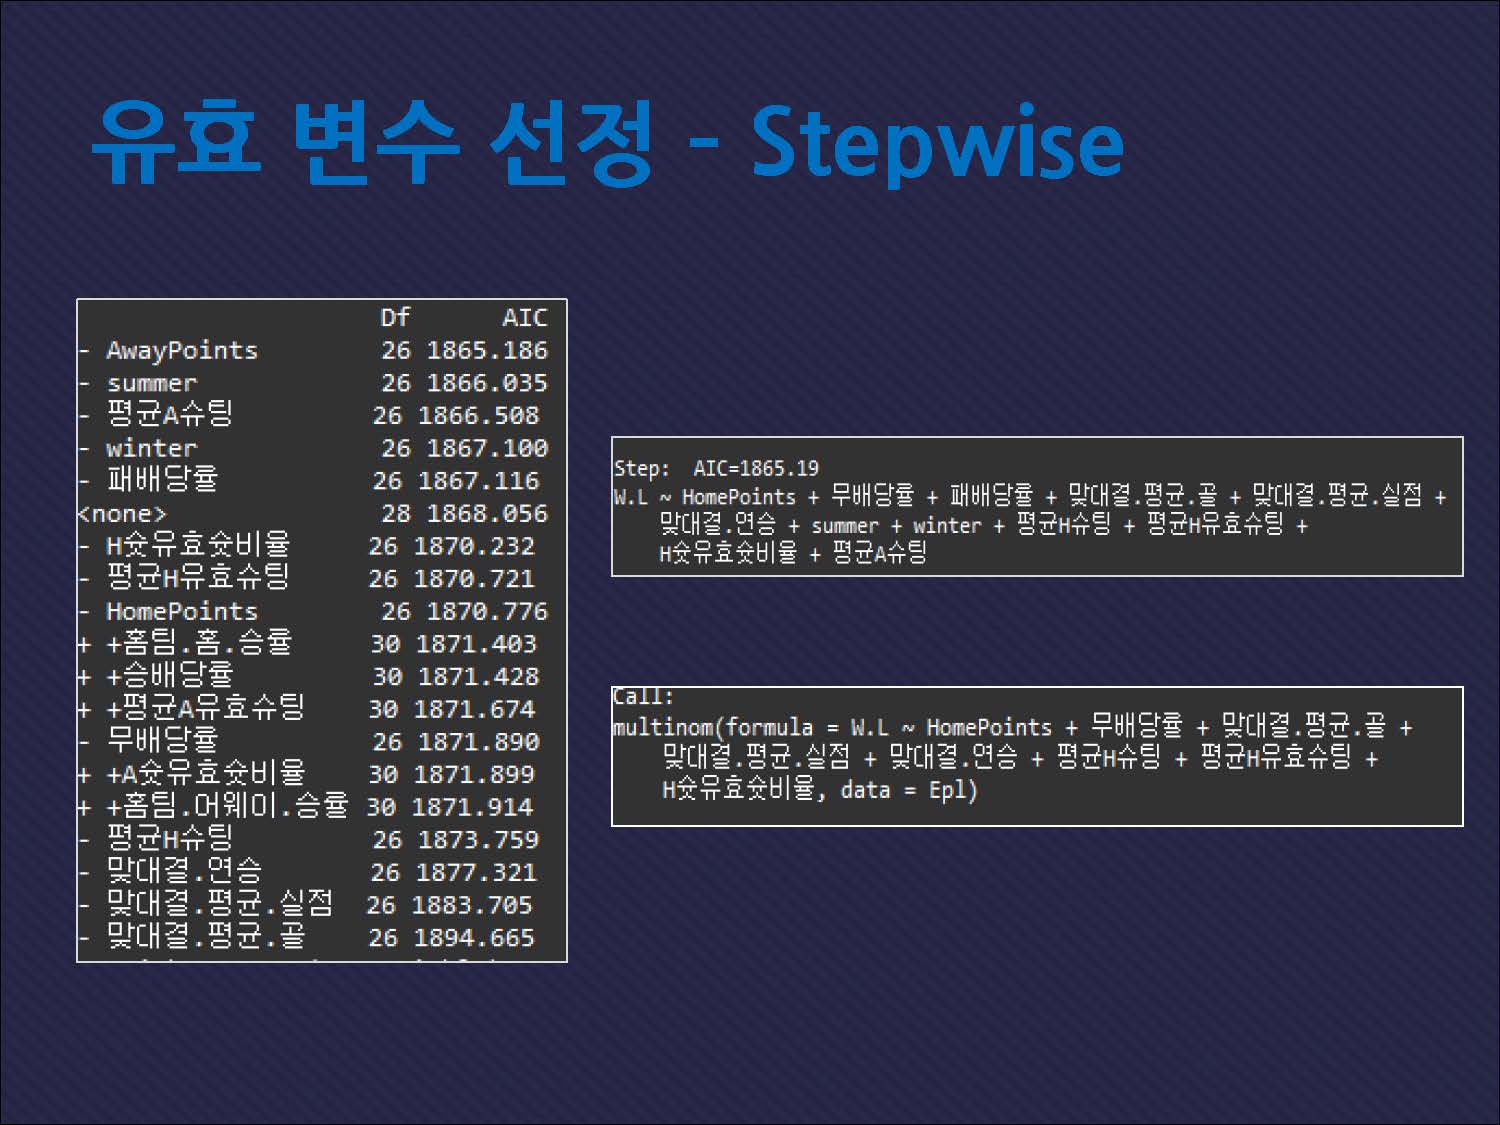 유효 변수 선정 - Stepwise
Df AIC
- AwayPoints 26 1865.186
- summer 26 1866.035
- 평균A슈팅 26 1866.508
- winter 26 1867.100
- 패배당률 26 1867.116
<none> 28 1868.056
- H슛유효슛비율 26 1870.232
- 평균H유효슈팅 26 1870.721
- HomePoints 26 1870.776
+ +홈팀.홈.승률 30 1871.403
+ +승배당률 30 1871.428
+ +평균A유효슈팅 30 1871.674
- 무배당률 26 1871.890
+ +A슛유효슛비율 30 1871.899
+ +홈팀.어웨이.승률 30 1871.914
- 평균H슈팅 26 1873.759
- 맞대결.연승 26 1877.321
- 맞대결.평균.실점 26 1883.705
- 맞대결.평균.골 26 1894.665
Step: AIC=1865.19
W.L ~ HomePoints + 무배당률 + 패배당률 + 맞대결.평균.골 + 맞대결.평균.실점 +
맞대결.연승 + summer + winter + 평균H슈팅 + 평균H유효슈팅 +
H슛유효슛비율 + 평균A슈팅
Call:
multinom(formula = W.L ~ HomePoints + 무배당률 + 맞대결.평균.골 +
맞대결.평균.실점 + 맞대결.연승 + 평균H슈팅 + 평균H유효슈팅 +
H슛유효슛비율, data = Epl)